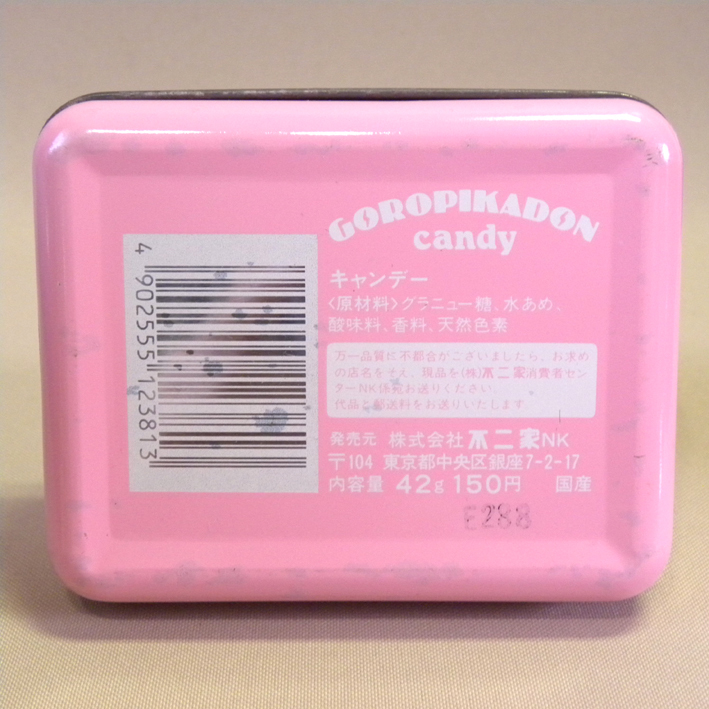 GOROPIKADON
candy
キャンデー
〈原材料〉グラニュー糖、水あめ、
酸味料、香料、天然色素
万一品質に不都合がございましたら、お求め
の店名をそえ、現品を(株)不二家消費者セン
ターNK係宛お送りください。
代品と郵送料をお送りいたします。
発売元 株式会社 不二家NK
〒104 東京都中央区銀座7-2-17
内容量 42g 150円 国産
E288
4 902555 123813